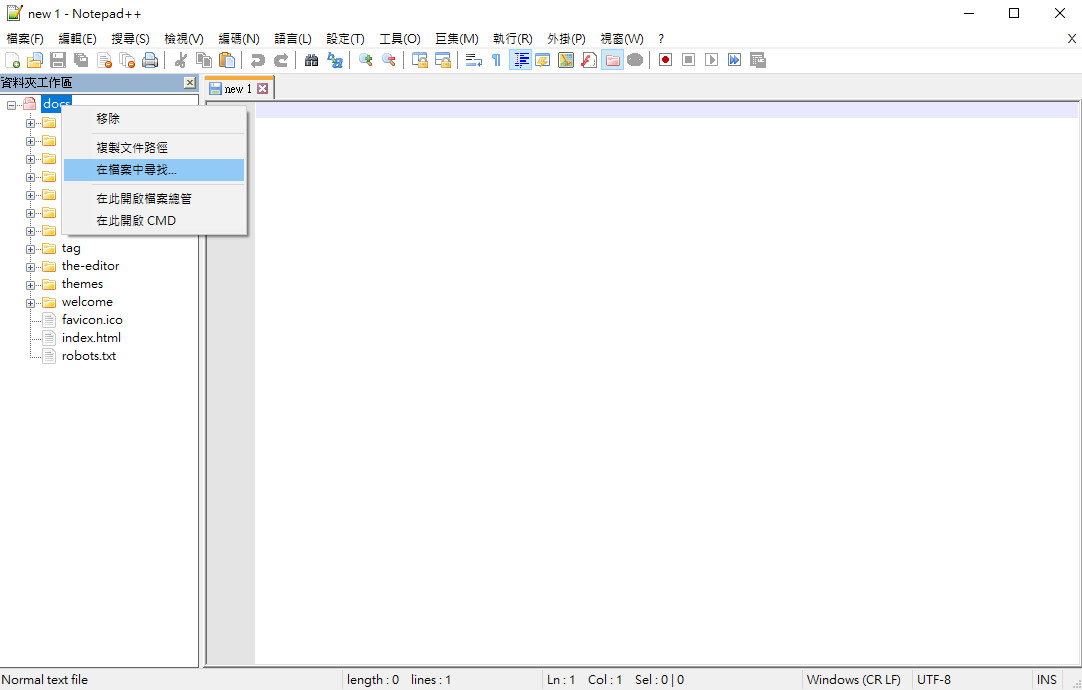 new 1 - Notepad++
檔案(F) 編輯(E) 搜尋(S) 檢視(V) 編碼(N) 語言(L) 設定(T) 工具(O) 巨集(M) 執行(R) 外掛(P) 視窗(W) ? X
資料夾工作區
new 1
docs
移除
複製文件路徑
在檔案中尋找...
在此開啟檔案總管
在此開啟 CMD
tag
the-editor
themes
welcome
favicon.ico
index.html
robots.txt
Normal text file length : 0 lines : 1 Ln : 1 Col : 1 Sel : 0 | 0 Windows (CR LF) UTF-8 INS